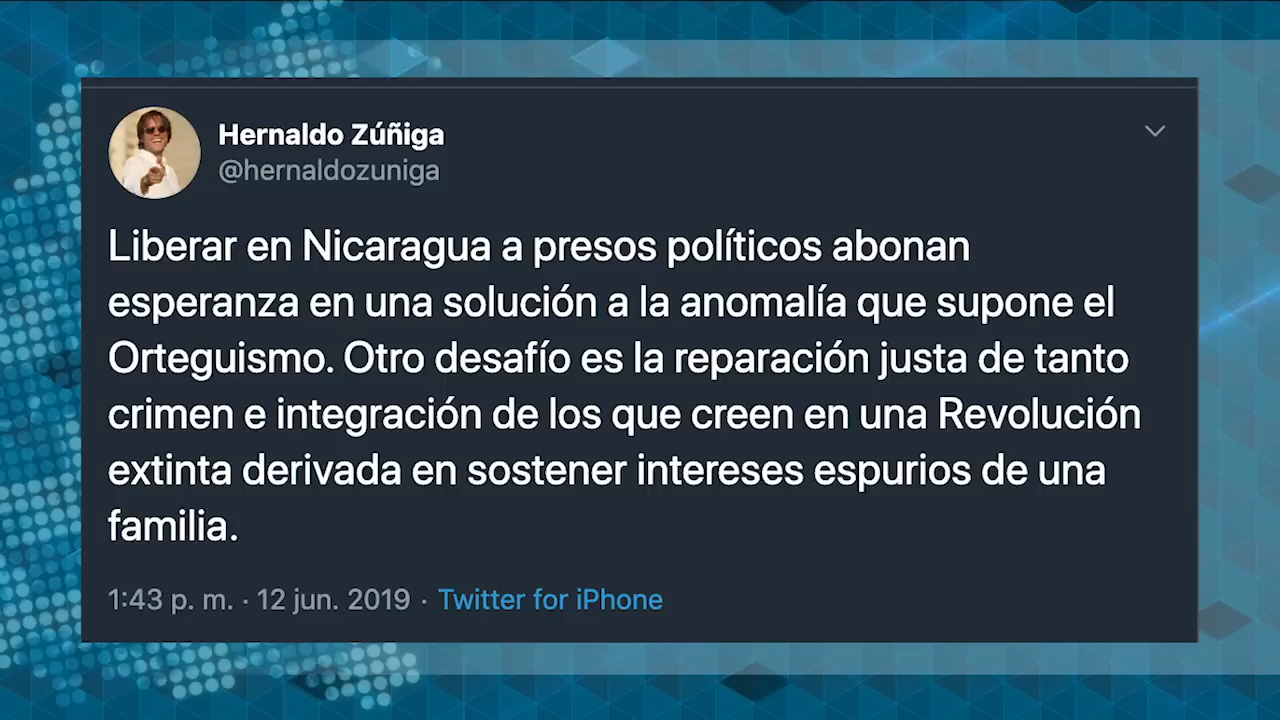 Hernaldo Zúñiga
@hernaldozuniga
Liberar en Nicaragua a presos políticos abonan
esperanza en una solución a la anomalía que supone el
Orteguismo. Otro desafío es la reparación justa de tanto
crimen e integración de los que creen en una Revolución
extinta derivada en sostener intereses espurios de una
familia.
1:43 p. m. · 12 jun. 2019 · Twitter for iPhone